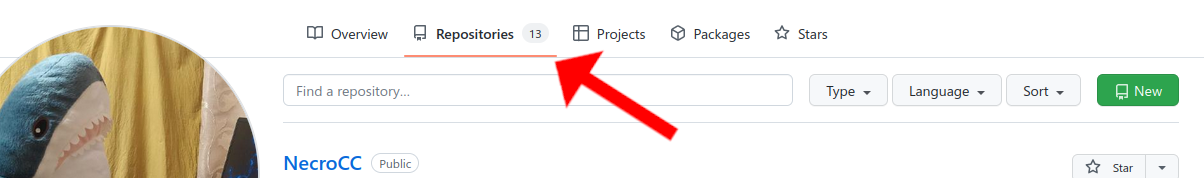 Overview Repositories 13 Projects Packages Stars
Find a repository... Type Language Sort New
NecroCC Public Star